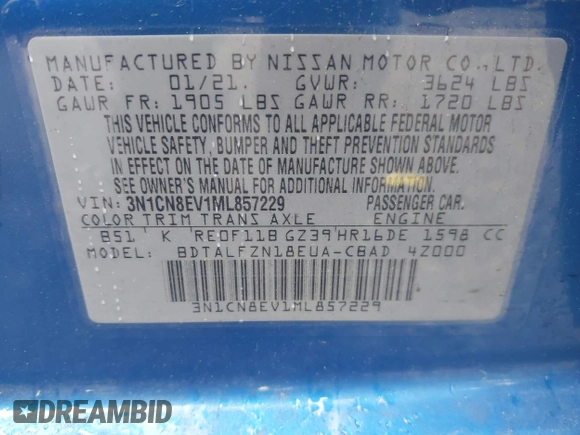 MANUFACTURED BY NISSAN MOTOR CO., LTD.
DATE: 01/21. GVWR: 3624 LBS
GAWR FR: 1905 LBS GAWR RR: 1720 LBS
THIS VEHICLE CONFORMS TO ALL APPLICABLE FEDERAL MOTOR
VEHICLE SAFETY, BUMPER, AND THEFT PREVENTION STANDARDS
IN EFFECT ON THE DATE OF MANUFACTURE SHOWN ABOVE.
SEE OWNER'S MANUAL FOR ADDITIONAL INFORMATION.
VIN: 3N1CN8EV1ML857229 PASSENGER CAR.
COLOR TRIM TRANS AXLE ENGINE
B51 K RE0F11B GZ39 HR16DE 1598 CC
MODEL: BDTALFZN18EUA-CBAD 4Z000
3N1CN8EV1ML857229
DREAMBID